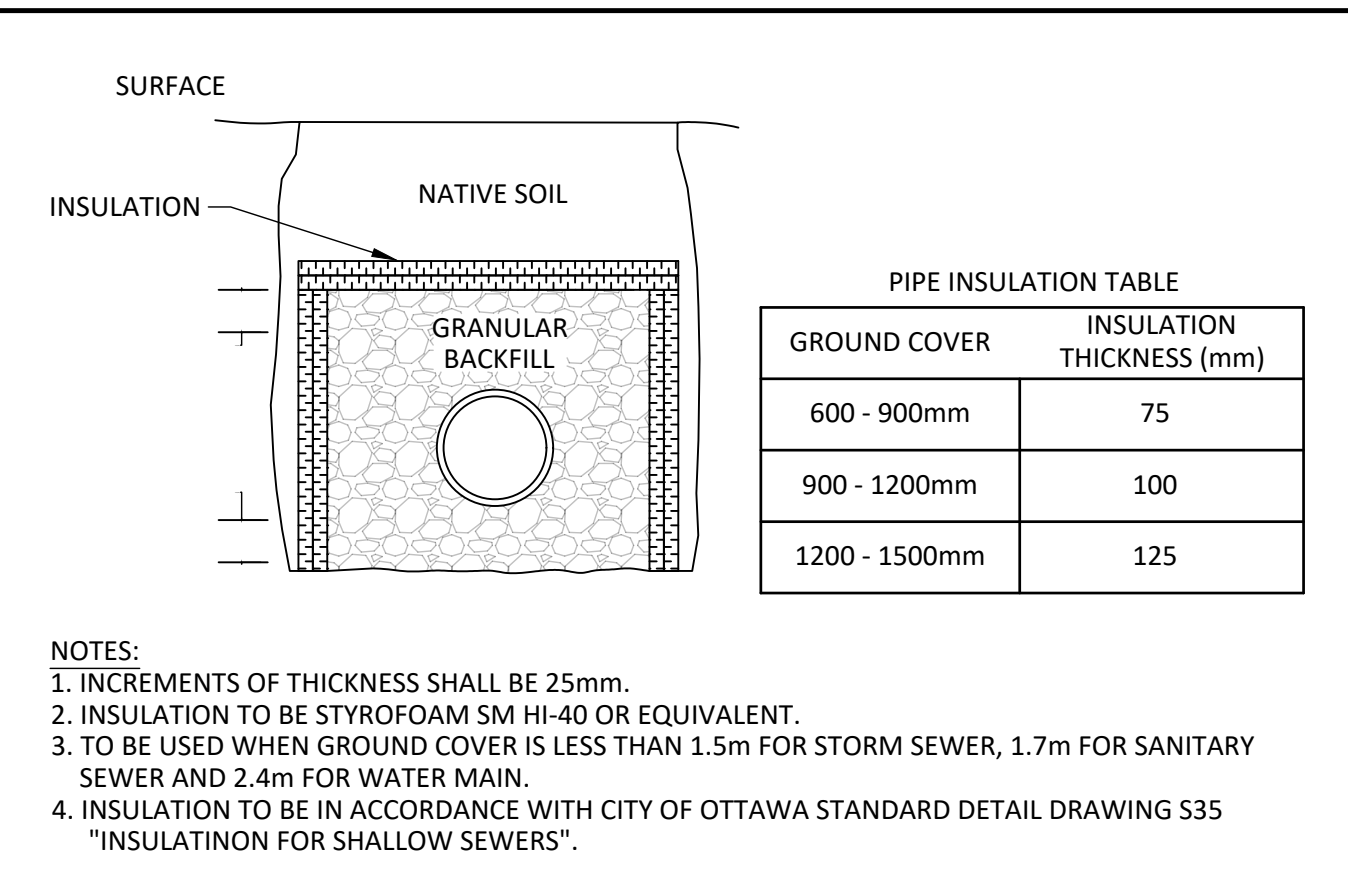 SURFACE
INSULATION
NATIVE SOIL
GRANULAR
BACKFILL
PIPE INSULATION TABLE
GROUND COVER
INSULATION
THICKNESS (mm)
600 - 900mm
75
900 - 1200mm
100
1200 - 1500mm
125
NOTES:
1. INCREMENTS OF THICKNESS SHALL BE 25mm.
2. INSULATION TO BE STYROFOAM SM HI-40 OR EQUIVALENT.
3. TO BE USED WHEN GROUND COVER IS LESS THAN 1.5m FOR STORM SEWER, 1.7m FOR SANITARY
SEWER AND 2.4m FOR WATER MAIN.
4. INSULATION TO BE IN ACCORDANCE WITH CITY OF OTTAWA STANDARD DETAIL DRAWING S35
"INSULATINON FOR SHALLOW SEWERS".